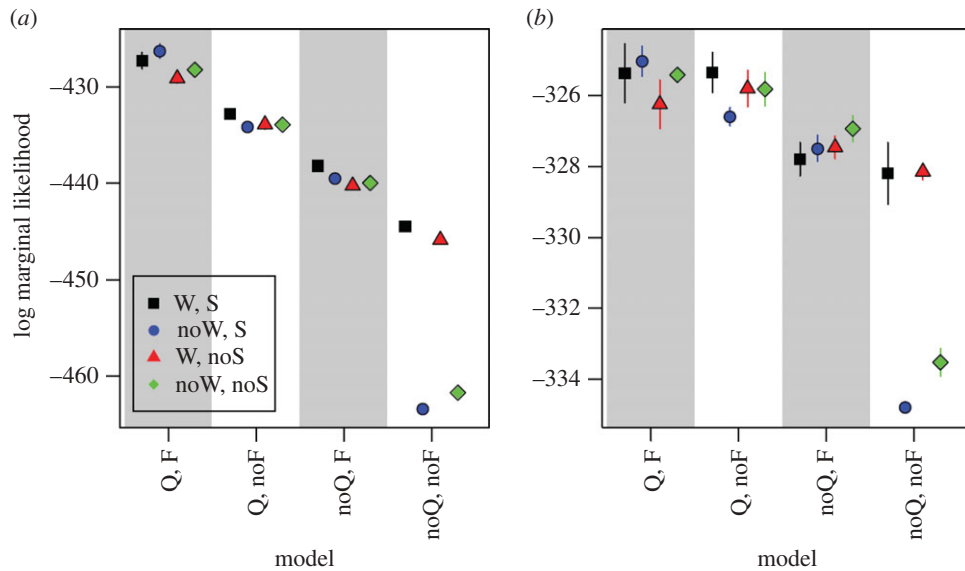 (a)
log marginal likelihood
−430
−440
−450
−460
W, S
noW, S
W, noS
noW, noS
Q, F
Q, noF
noQ, F
noQ, noF
model
(b)
−326
−328
−330
−332
−334
Q, F
Q, noF
noQ, F
noQ, noF
model